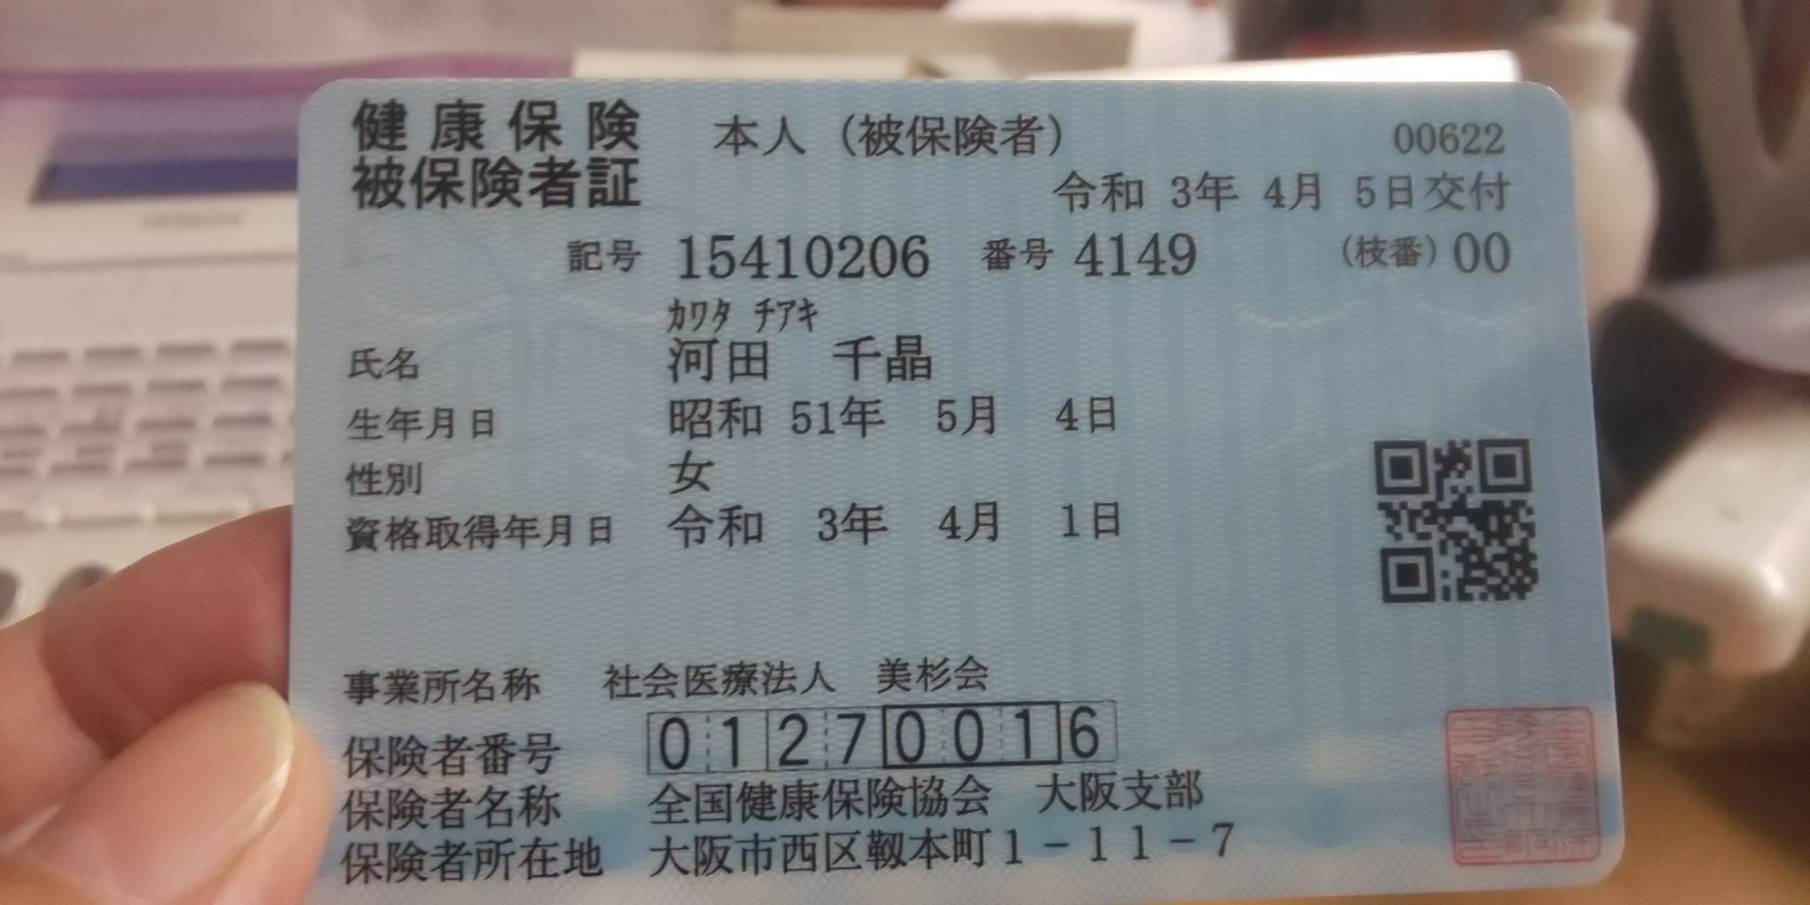 健康保険 本人（被保険者） 00622
被保険者証 令和 3年 4月 5日交付
記号 15410206 番号 4149 （枝番）00
ｶﾜﾀ ﾁｱｷ
氏名 河田 千晶
生年月日 昭和 51年 5月 4日
性別 女
資格取得年月日 令和 3年 4月 1日
事業所名称 社会医療法人 美杉会
保険者番号 01270016
保険者名称 全国健康保険協会 大阪支部
保険者所在地 大阪市西区靱本町１－１１－７